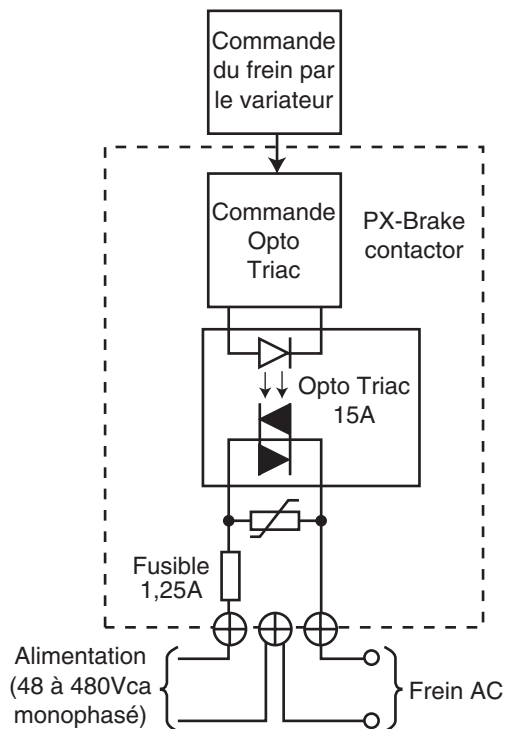 Commande
du frein par
le variateur
Commande
Opto
Triac
PX-Brake
contactor
Opto Triac
15A
Fusible
1,25A
Alimentation
(48 à 480Vca
monophasé)
Frein AC